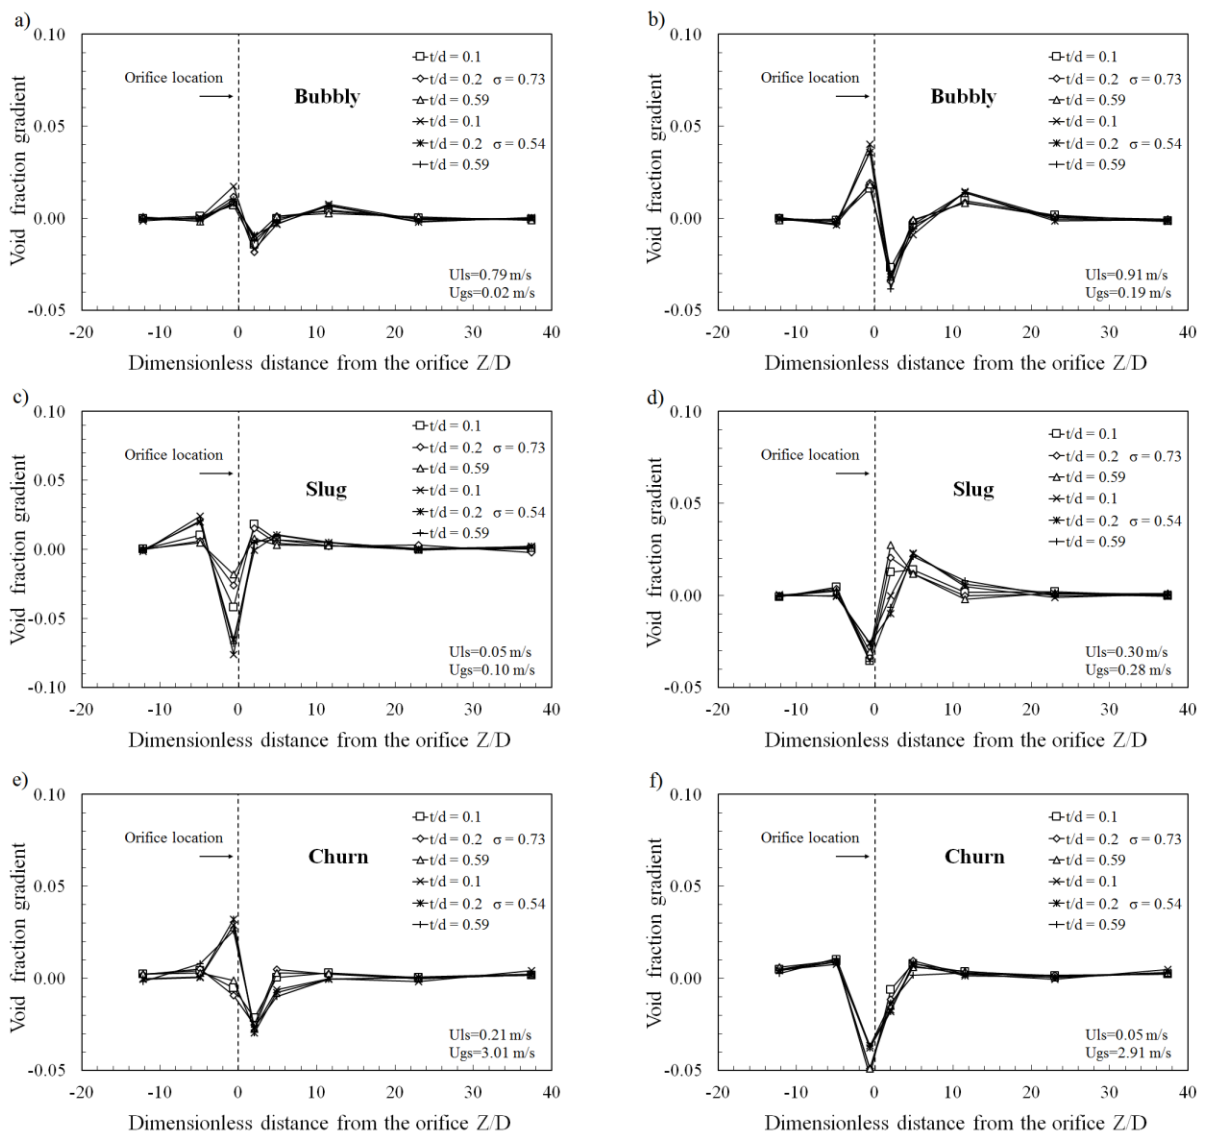 a)
0.10
0.05
0.00
-0.05
Void fraction gradient
Orifice location
Bubbly
t/d = 0.1
t/d = 0.2 σ = 0.73
t/d = 0.59
t/d = 0.1
t/d = 0.2 σ = 0.54
t/d = 0.59
Uls=0.79 m/s
Ugs=0.02 m/s
-20 -10 0 10 20 30 40
Dimensionless distance from the orifice Z/D
b)
0.10
0.05
0.00
-0.05
Void fraction gradient
Orifice location
Bubbly
t/d = 0.1
t/d = 0.2 σ = 0.73
t/d = 0.59
t/d = 0.1
t/d = 0.2 σ = 0.54
t/d = 0.59
Uls=0.91 m/s
Ugs=0.19 m/s
-20 -10 0 10 20 30 40
Dimensionless distance from the orifice Z/D
c)
0.10
0.05
0.00
-0.05
-0.10
Void fraction gradient
Orifice location
Slug
t/d = 0.1
t/d = 0.2 σ = 0.73
t/d = 0.59
t/d = 0.1
t/d = 0.2 σ = 0.54
t/d = 0.59
Uls=0.05 m/s
Ugs=0.10 m/s
-20 -10 0 10 20 30 40
Dimensionless distance from the orifice Z/D
d)
0.10
0.05
0.00
-0.05
Void fraction gradient
Orifice location
Slug
t/d = 0.1
t/d = 0.2 σ = 0.73
t/d = 0.59
t/d = 0.1
t/d = 0.2 σ = 0.54
t/d = 0.59
Uls=0.30 m/s
Ugs=0.28 m/s
-20 -10 0 10 20 30 40
Dimensionless distance from the orifice Z/D
e)
0.10
0.05
0.00
-0.05
Void fraction gradient
Orifice location
Churn
t/d = 0.1
t/d = 0.2 σ = 0.73
t/d = 0.59
t/d = 0.1
t/d = 0.2 σ = 0.54
t/d = 0.59
Uls=0.21 m/s
Ugs=3.01 m/s
-20 -10 0 10 20 30 40
Dimensionless distance from the orifice Z/D
f)
0.10
0.05
0.00
-0.05
Void fraction gradient
Orifice location
Churn
t/d = 0.1
t/d = 0.2 σ = 0.73
t/d = 0.59
t/d = 0.1
t/d = 0.2 σ = 0.54
t/d = 0.59
Uls=0.05 m/s
Ugs=2.91 m/s
-20 -10 0 10 20 30 40
Dimensionless distance from the orifice Z/D